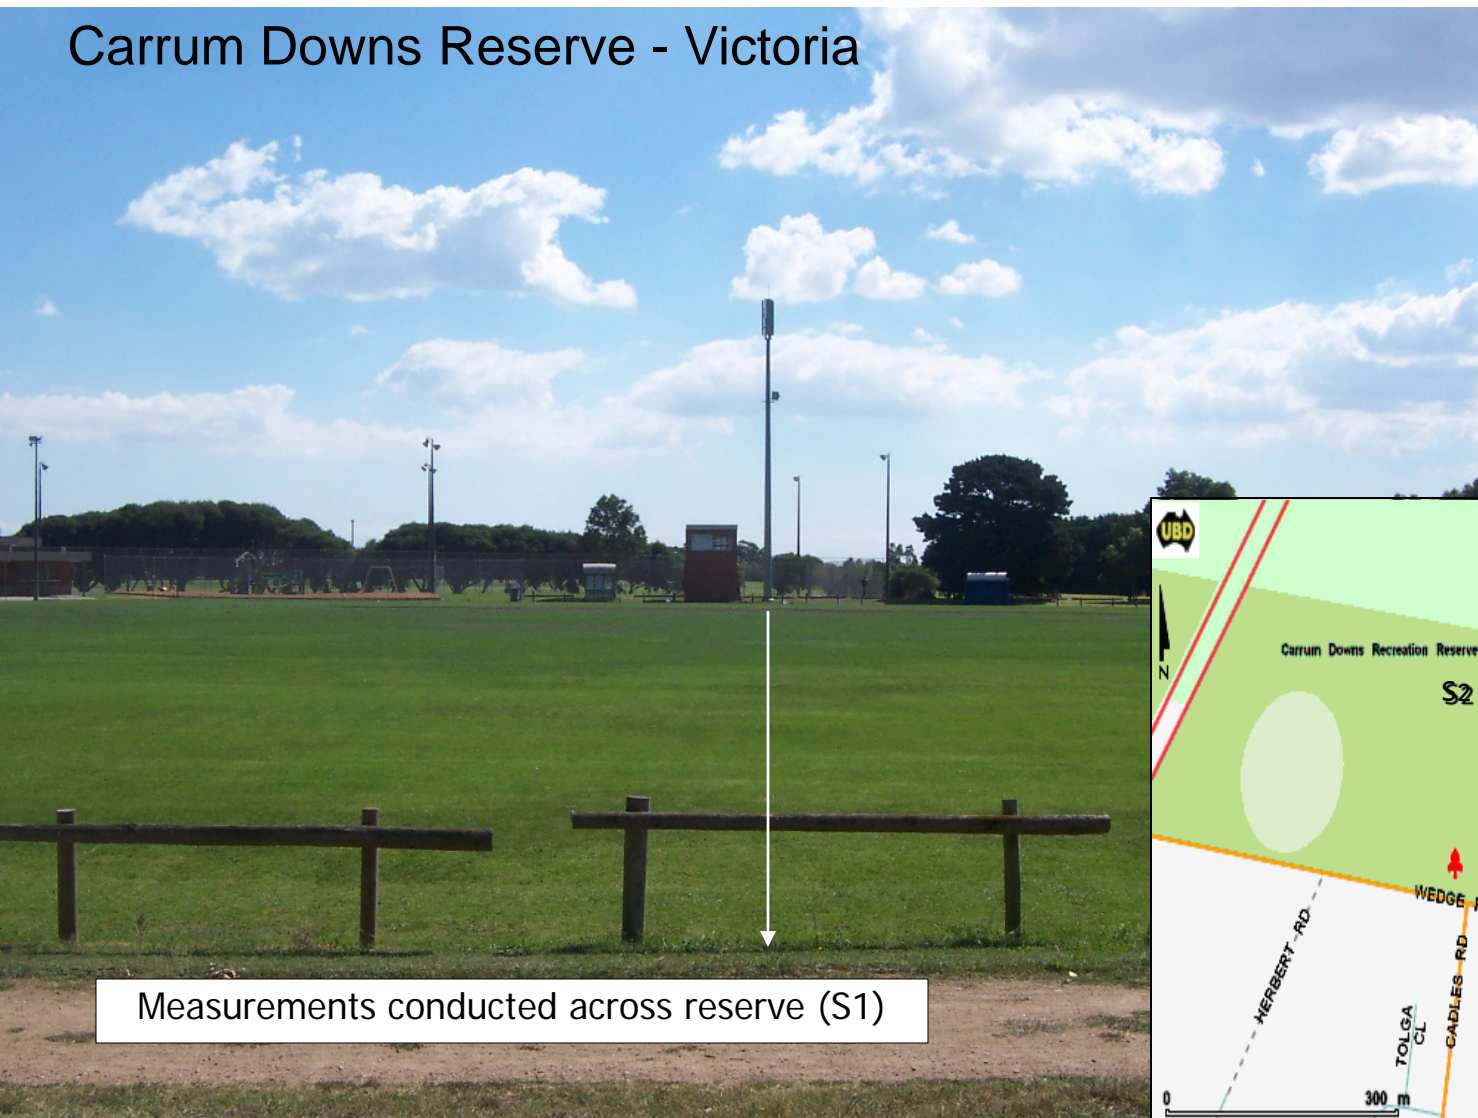 Carrum Downs Reserve - Victoria
UBD
N
Carrum Downs Recreation Reserve
S2
WEDGE
HERBERT RD
TOLGA
CL
CADLES RD
0 300 m
Measurements conducted across reserve (S1)